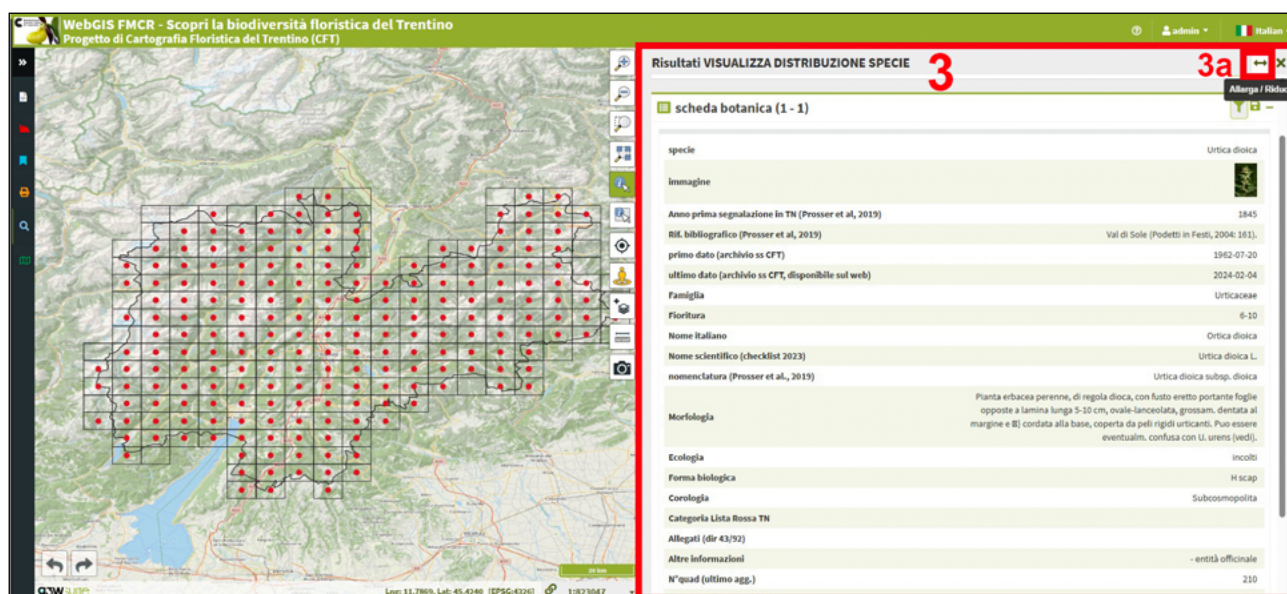 WebGIS FMCR - Scopri la biodiversità floristica del Trentino
Progetto di Cartografia Floristica del Trentino (CFT)
admin
Italian
Risultati VISUALIZZA DISTRIBUZIONE SPECIE
3
3a
Allarga / Riduc
scheda botanica (1 - 1)
specie Urtica dioica
immagine
Anno prima segnalazione in TN (Prosser et al, 2019) 1845
Rif. bibliografico (Prosser et al, 2019) Val di Sole (Podetti in Festi, 2004: 161).
primo dato (archivio ss CFT) 1962-07-20
ultimo dato (archivio ss CFT, disponibile sul web) 2024-02-04
Famiglia Urticaceae
Fioritura 6-10
Nome italiano Ortica dioica
Nome scientifico (checklist 2023) Urtica dioica L.
nomenclatura (Prosser et al., 2019) Urtica dioica subsp. dioica
Morfologia
Pianta erbacea perenne, di regola dioca, con fusto eretto portante foglie
opposte a lamina lunga 5-10 cm, ovale-lanceolata, grossam. dentata al
margine e ) cordata alla base, coperta da peli rigidi urticanti. Puo essere
eventualm. confusa con U. urens (vedi).
Ecologia incolti
Forma biologica H scap
Corologia Subcosmopolita
Categoria Lista Rossa TN
Allegati (dir 43/92)
Altre informazioni - entità officinale
N°quad (ultimo agg.) 210
20 km
Lng: 11.7869, Lat: 45.4240 [EPSG:4326] 1:823047